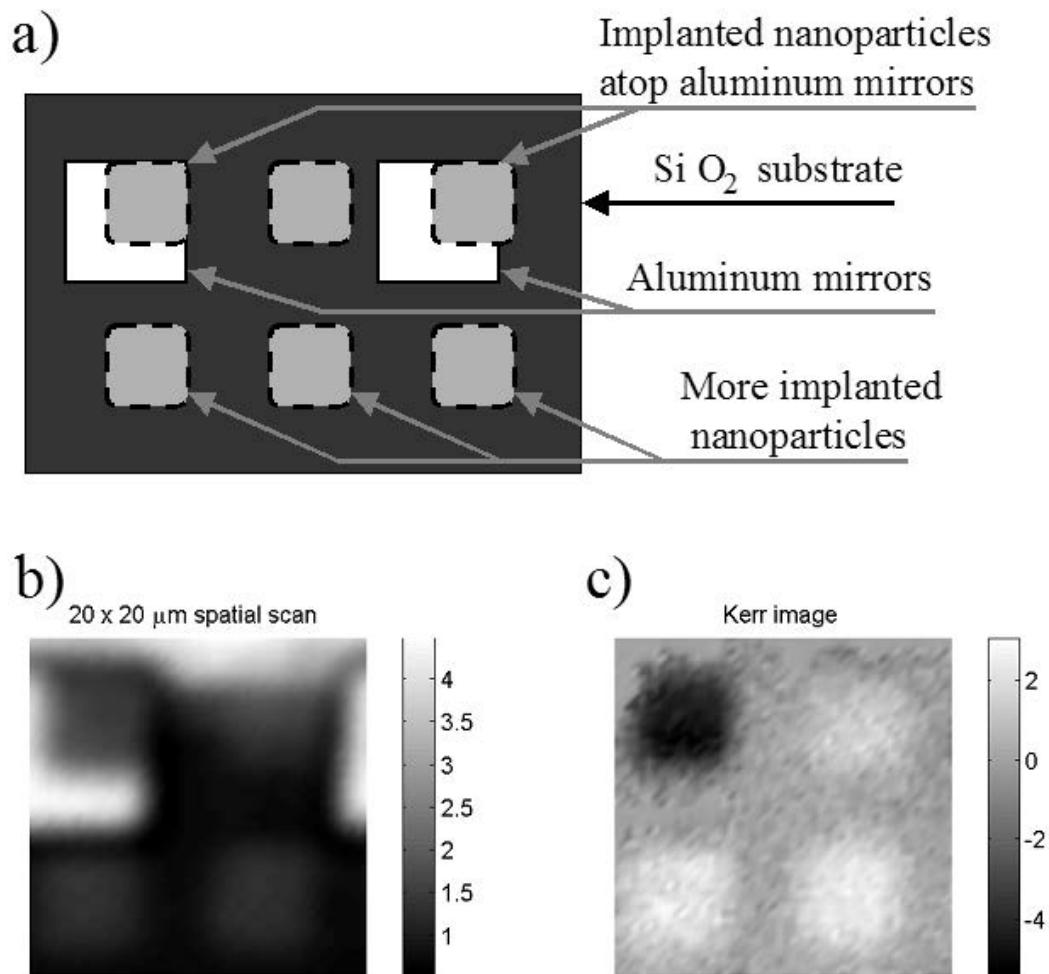 a)
Implanted nanoparticles
atop aluminum mirrors
Si O2 substrate
Aluminum mirrors
More implanted
nanoparticles
b)
20 x 20 µm spatial scan
4
3.5
3
2.5
2
1.5
1
c)
Kerr image
2
0
-2
-4